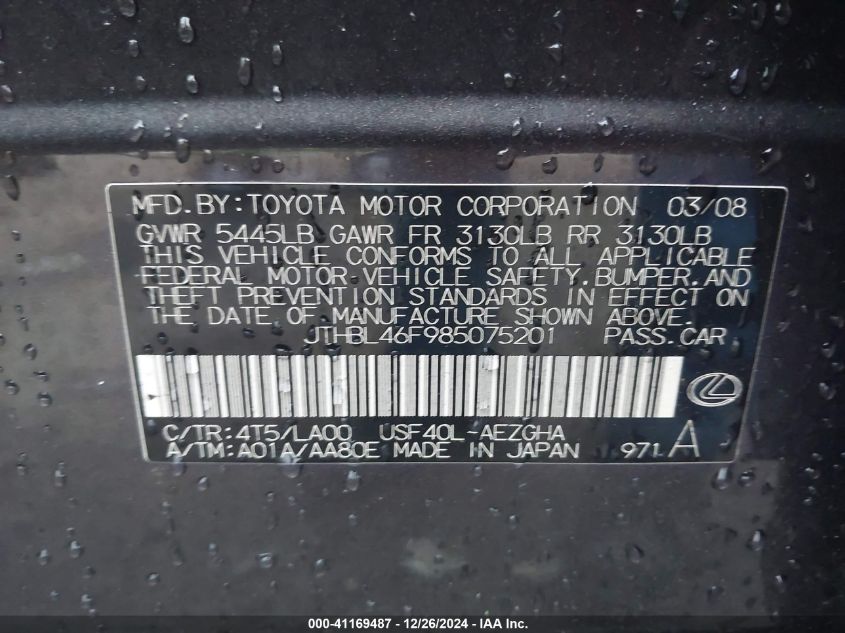 MFD.BY:TOYOTA MOTOR CORPORATION 03/08
GVWR 5445LB GAWR FR 3130LB RR 3130LB
THIS VEHICLE CONFORMS TO ALL APPLICABLE
FEDERAL MOTOR VEHICLE SAFETY, BUMPER, AND
THEFT PREVENTION STANDARDS IN EFFECT ON
THE DATE OF MANUFACTURE SHOWN ABOVE.
JTHBL46F985075201 PASS.CAR
C/TR:4T5/LA00 USF40L-AEZGHA
A/TM:A01A/AA80E MADE IN JAPAN 971 A
000-41169487 - 12/26/2024 - IAA Inc.